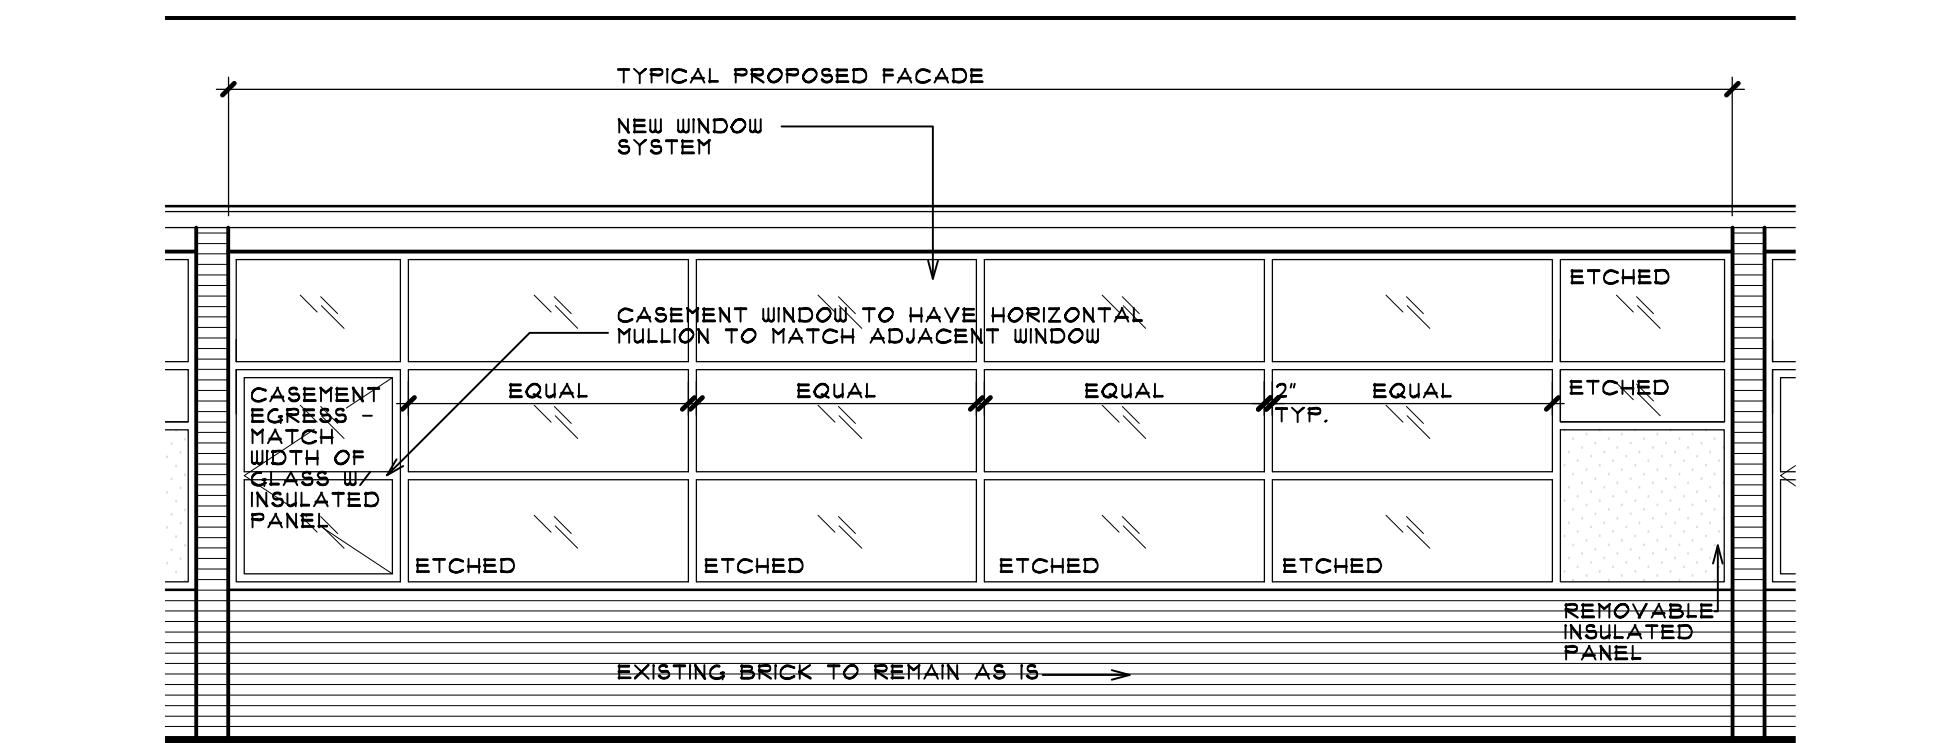 TYPICAL PROPOSED FACADE
NEW WINDOW
SYSTEM
ETCHED
CASEMENT WINDOW TO HAVE HORIZONTAL
MULLION TO MATCH ADJACENT WINDOW
CASEMENT
EGRESS -
MATCH
WIDTH OF
GLASS W/
INSULATED
PANEL
EQUAL
EQUAL
EQUAL
2"
TYP.
EQUAL
ETCHED
ETCHED
ETCHED
ETCHED
ETCHED
REMOVABLE
INSULATED
PANEL
EXISTING BRICK TO REMAIN AS IS